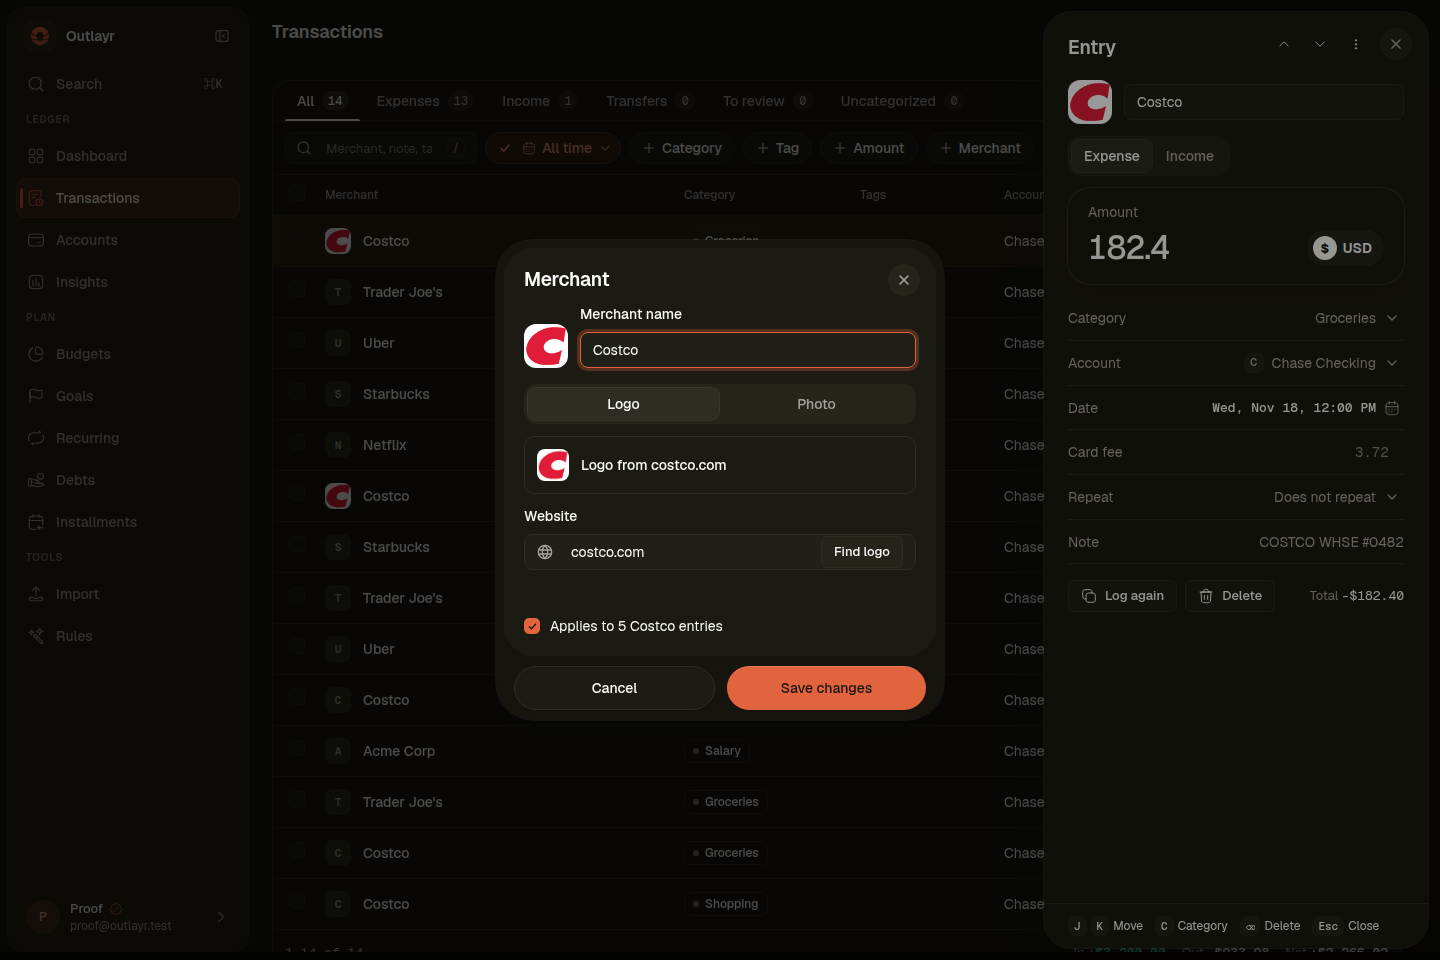 Outlayr
Search ⌘K
LEDGER
Dashboard
Transactions
Accounts
Insights
PLAN
Budgets
Goals
Recurring
Debts
Installments
TOOLS
Import
Rules
P
Proof
proof@outlayr.test
Transactions
All 14 Expenses 13 Income 1 Transfers 0 To review 0 Uncategorized 0
Merchant, note, ta / All time + Category + Tag + Amount + Merchant
Merchant Category Tags
Costco Groceries Chase
T Trader Joe's Chase
U Uber Chase
S Starbucks Chase
N Netflix Chase
Costco Chase
S Starbucks Chase
T Trader Joe's Chase
U Uber Chase
C Costco Chase
A Acme Corp Salary Chase
T Trader Joe's Groceries Chase
C Costco Groceries Chase
C Costco Shopping Chase
Merchant
Merchant name
Costco
Logo Photo
Logo from costco.com
Website
costco.com Find logo
Applies to 5 Costco entries
Cancel Save changes
Entry
Costco
Expense Income
Amount
182.4 $ USD
Category Groceries
Account C Chase Checking
Date Wed, Nov 18, 12:00 PM
Card fee 3.72
Repeat Does not repeat
Note COSTCO WHSE #0482
Log again Delete Total -$182.40
J K Move C Category ⌫ Delete Esc Close